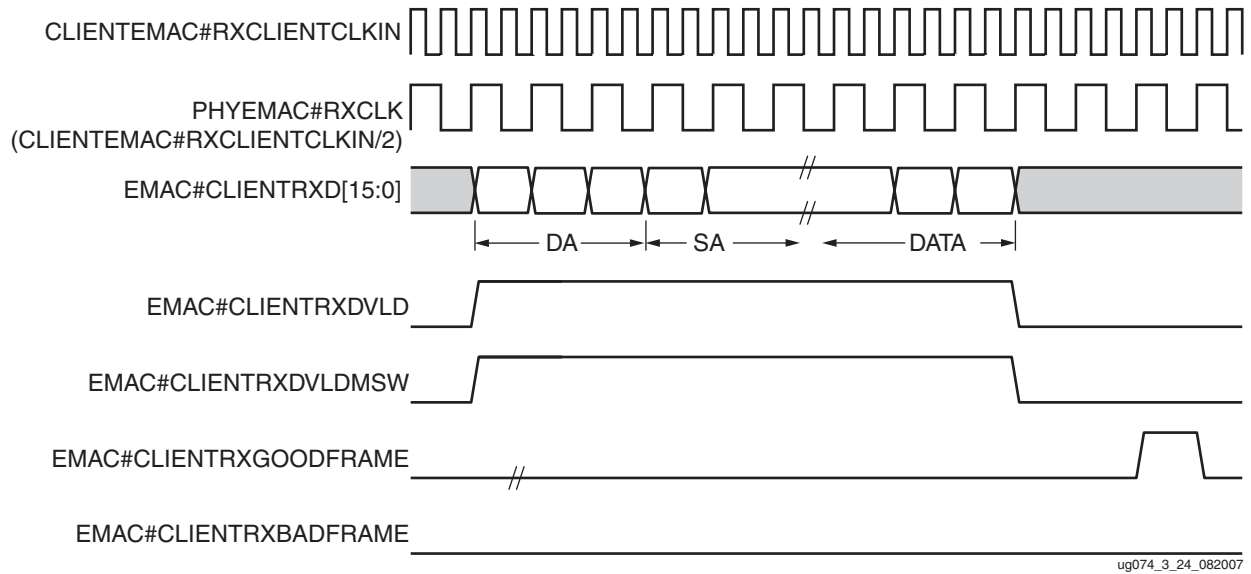 CLIENTEMAC#RXCLIENTCLKIN
PHYEMAC#RXCLK
(CLIENTEMAC#RXCLIENTCLKIN/2)
EMAC#CLIENTRXD[15:0]
DA SA DATA
EMAC#CLIENTRXDVLD
EMAC#CLIENTRXDVLDMSW
EMAC#CLIENTRXGOODFRAME
EMAC#CLIENTRXBADFRAME
ug074_3_24_082007